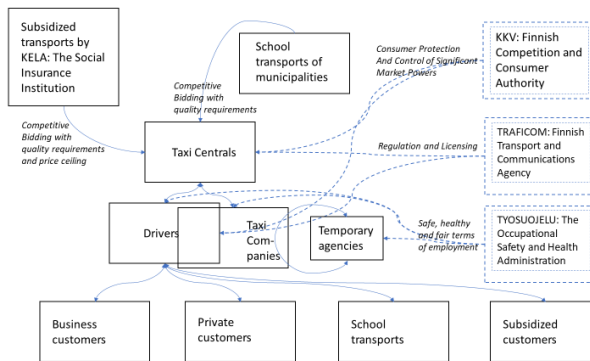 Subsidized
transports by
KELA: The Social
Insurance
Institution
School
transports of
municipalities
Consumer Protection
And Control of Significant
Market Powers
KKV: Finnish
Competition and
Consumer
Authority
Competitive
Bidding with
quality requirements
Competitive
Bidding with
quality requirements
and price ceiling
Taxi Centrals
Regulation and Licensing
TRAFICOM: Finnish
Transport and
Communications
Agency
Drivers
Taxi
Com-
panies
Temporary
agencies
Safe, healthy
and fair terms
of employment
TYOSUOJELU: The
Occupational
Safety and Health
Administration
Business
customers
Private
customers
School
transports
Subsidized
customers